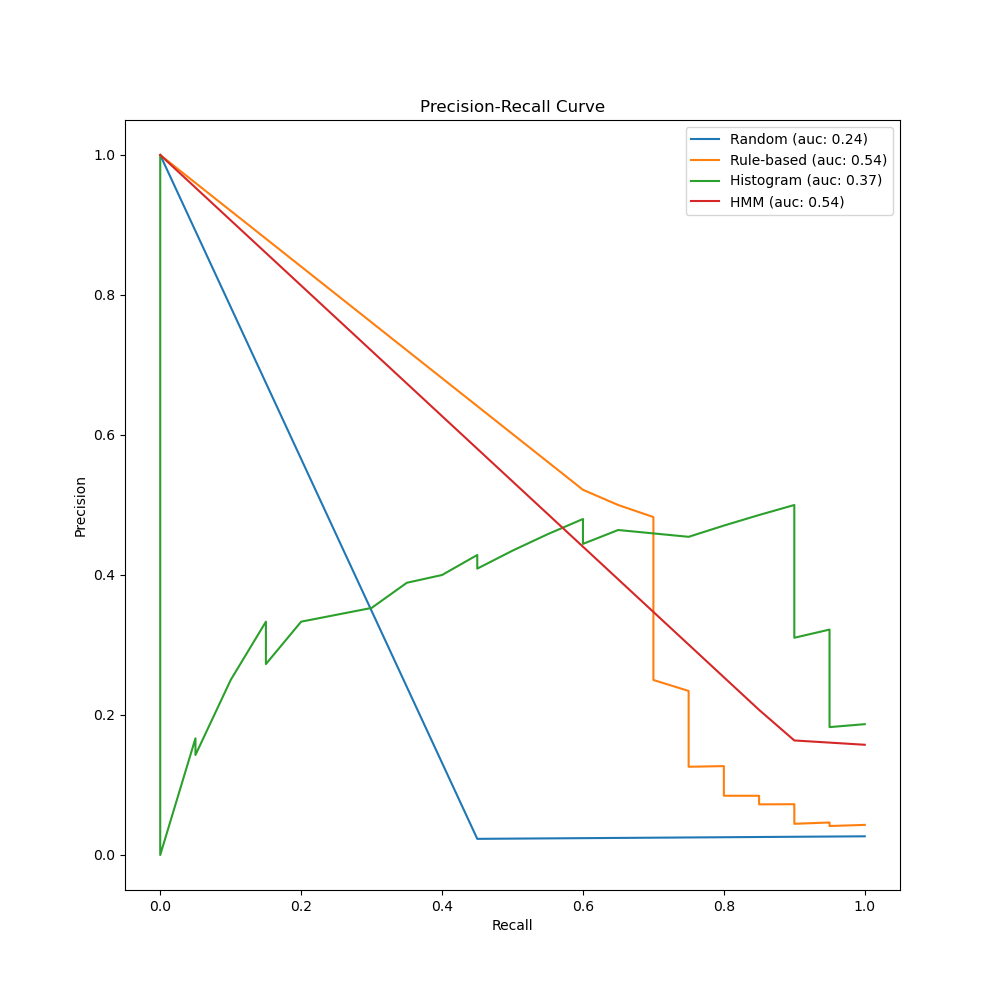 Precision-Recall Curve
Random (auc: 0.24)
Rule-based (auc: 0.54)
Histogram (auc: 0.37)
HMM (auc: 0.54)
Precision
1.0
0.8
0.6
0.4
0.2
0.0
0.0 0.2 0.4 0.6 0.8 1.0
Recall